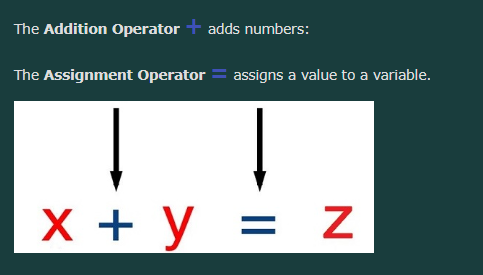 The Addition Operator + adds numbers:
The Assignment Operator = assigns a value to a variable.
x + y = z